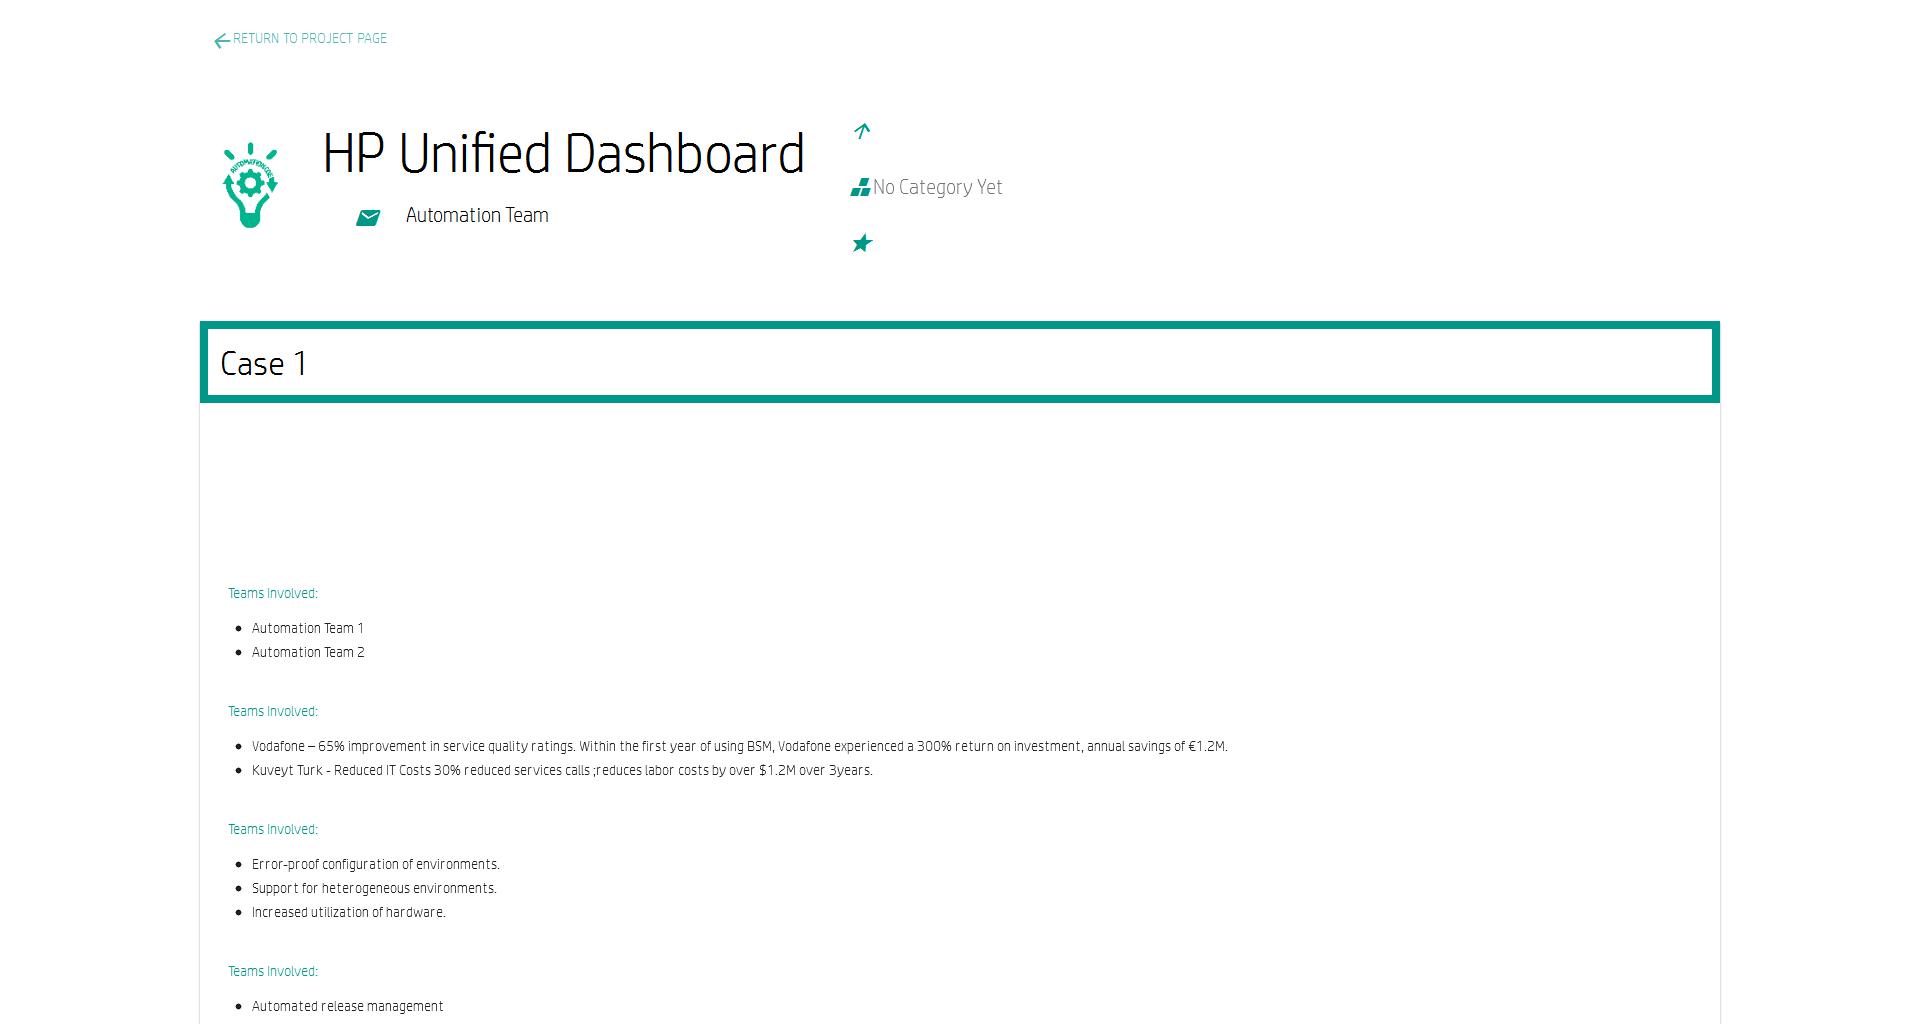 RETURN TO PROJECT PAGE
HP Unified Dashboard
Automation Team
No Category Yet
Case 1
Teams Involved:
Automation Team 1
Automation Team 2
Teams Involved:
Vodafone – 65% improvement in service quality ratings. Within the first year of using BSM, Vodafone experienced a 300% return on investment, annual savings of €1.2M.
Kuveyt Turk - Reduced IT Costs 30% reduced services calls ;reduces labor costs by over $1.2M over 3years.
Teams Involved:
Error-proof configuration of environments.
Support for heterogeneous environments.
Increased utilization of hardware.
Teams Involved:
Automated release management